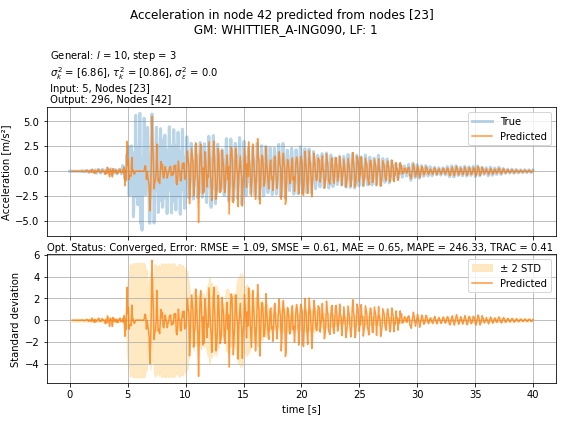 Acceleration in node 42 predicted from nodes [23]
GM: WHITTIER_A-ING090, LF: 1
General: l = 10, step = 3
σ²ₖ = [6.86], τ²ₖ = [0.86], σ²ε = 0.0
Input: 5, Nodes [23]
Output: 296, Nodes [42]
Acceleration [m/s²]
5.0
2.5
0.0
−2.5
−5.0
True
Predicted
Opt. Status: Converged, Error: RMSE = 1.09, SMSE = 0.61, MAE = 0.65, MAPE = 246.33, TRAC = 0.41
Standard deviation
6
4
2
0
−2
−4
± 2 STD
Predicted
0 5 10 15 20 25 30 35 40
time [s]